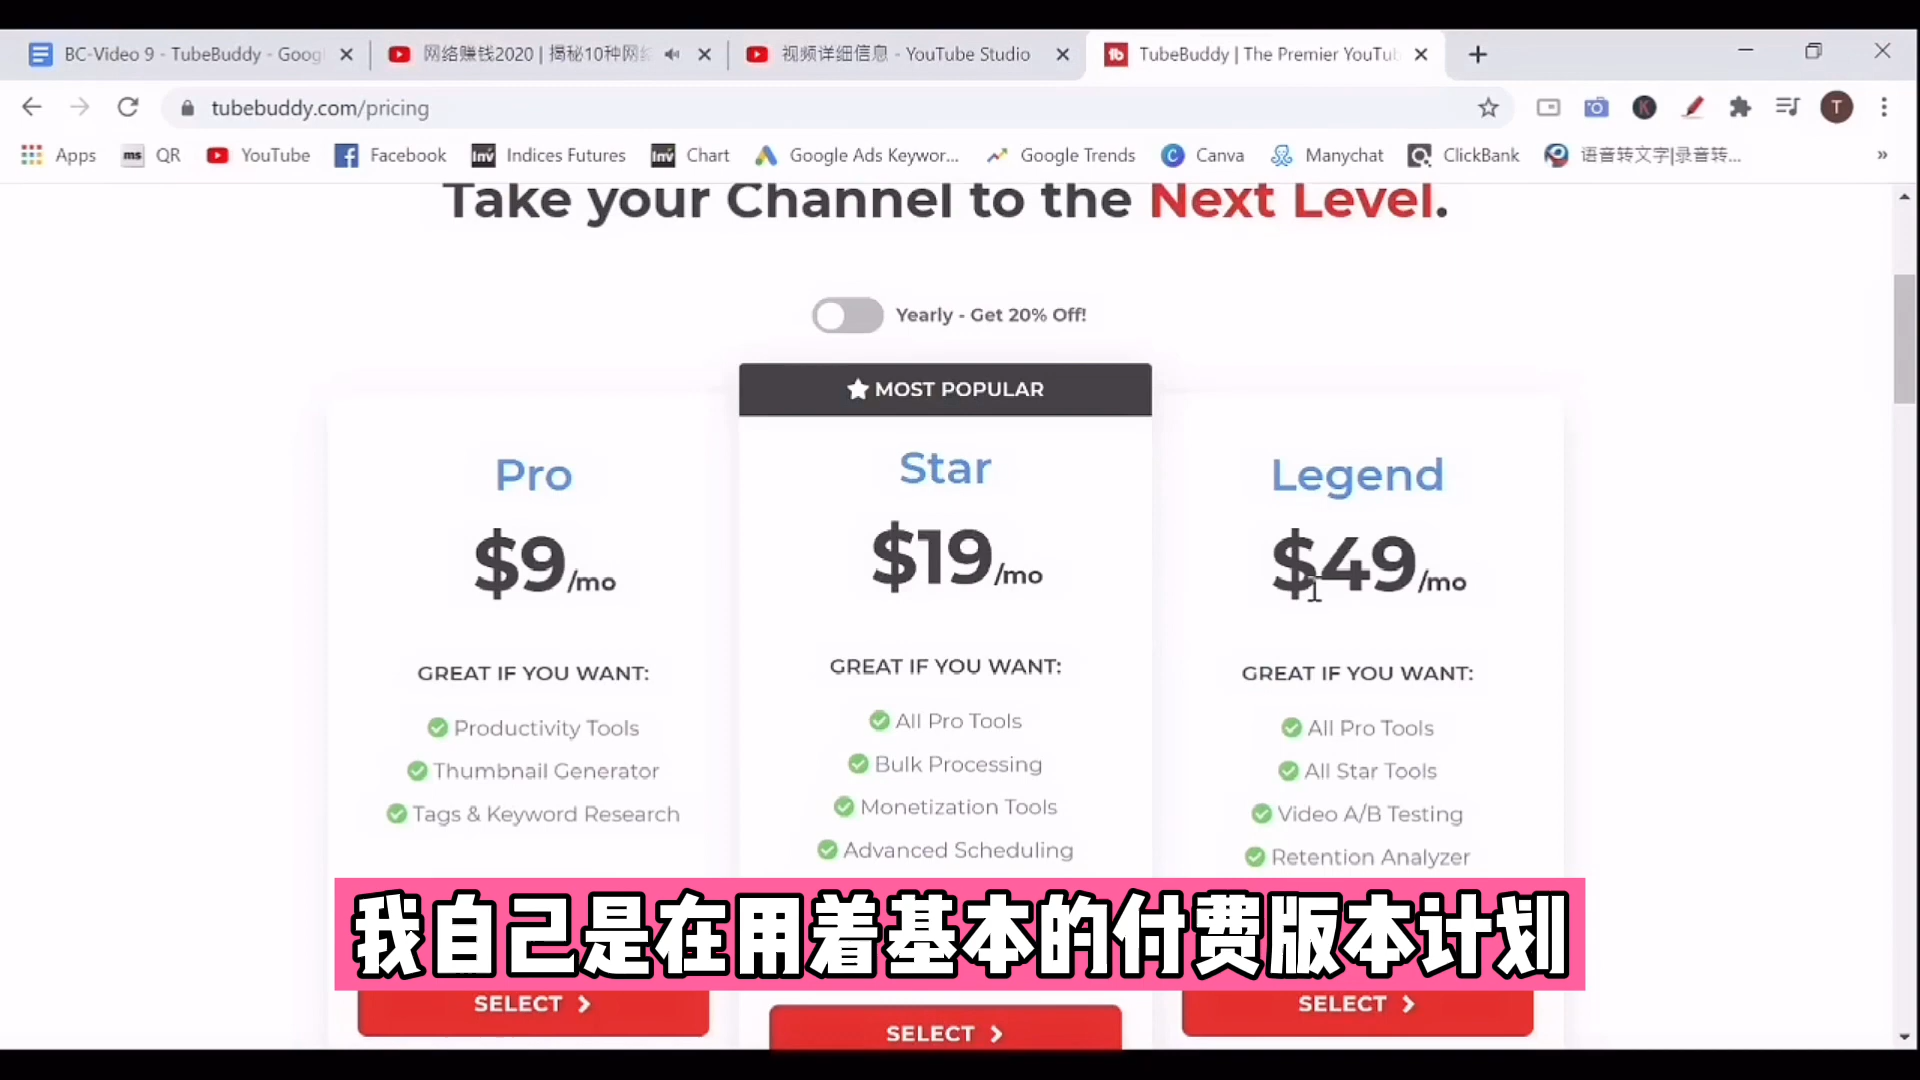 BC-Video 9 - TubeBuddy - Goog
网络赚钱2020 | 揭秘10种网络
视频详细信息 - YouTube Studio
TubeBuddy | The Premier YouTu
tubebuddy.com/pricing
T
Apps
ms QR
YouTube
Facebook
Inv Indices Futures
Inv Chart
Google Ads Keywor...
Google Trends
Canva
Manychat
ClickBank
语音转文字|录音转...
Take your Channel to the Next Level.
Yearly - Get 20% Off!
MOST POPULAR
Pro
$9/mo
GREAT IF YOU WANT:
Productivity Tools
Thumbnail Generator
Tags & Keyword Research
SELECT
Star
$19/mo
GREAT IF YOU WANT:
All Pro Tools
Bulk Processing
Monetization Tools
Advanced Scheduling
SELECT
Legend
$49/mo
GREAT IF YOU WANT:
All Pro Tools
All Star Tools
Video A/B Testing
Retention Analyzer
SELECT
我自己是在用着基本的付费版本计划